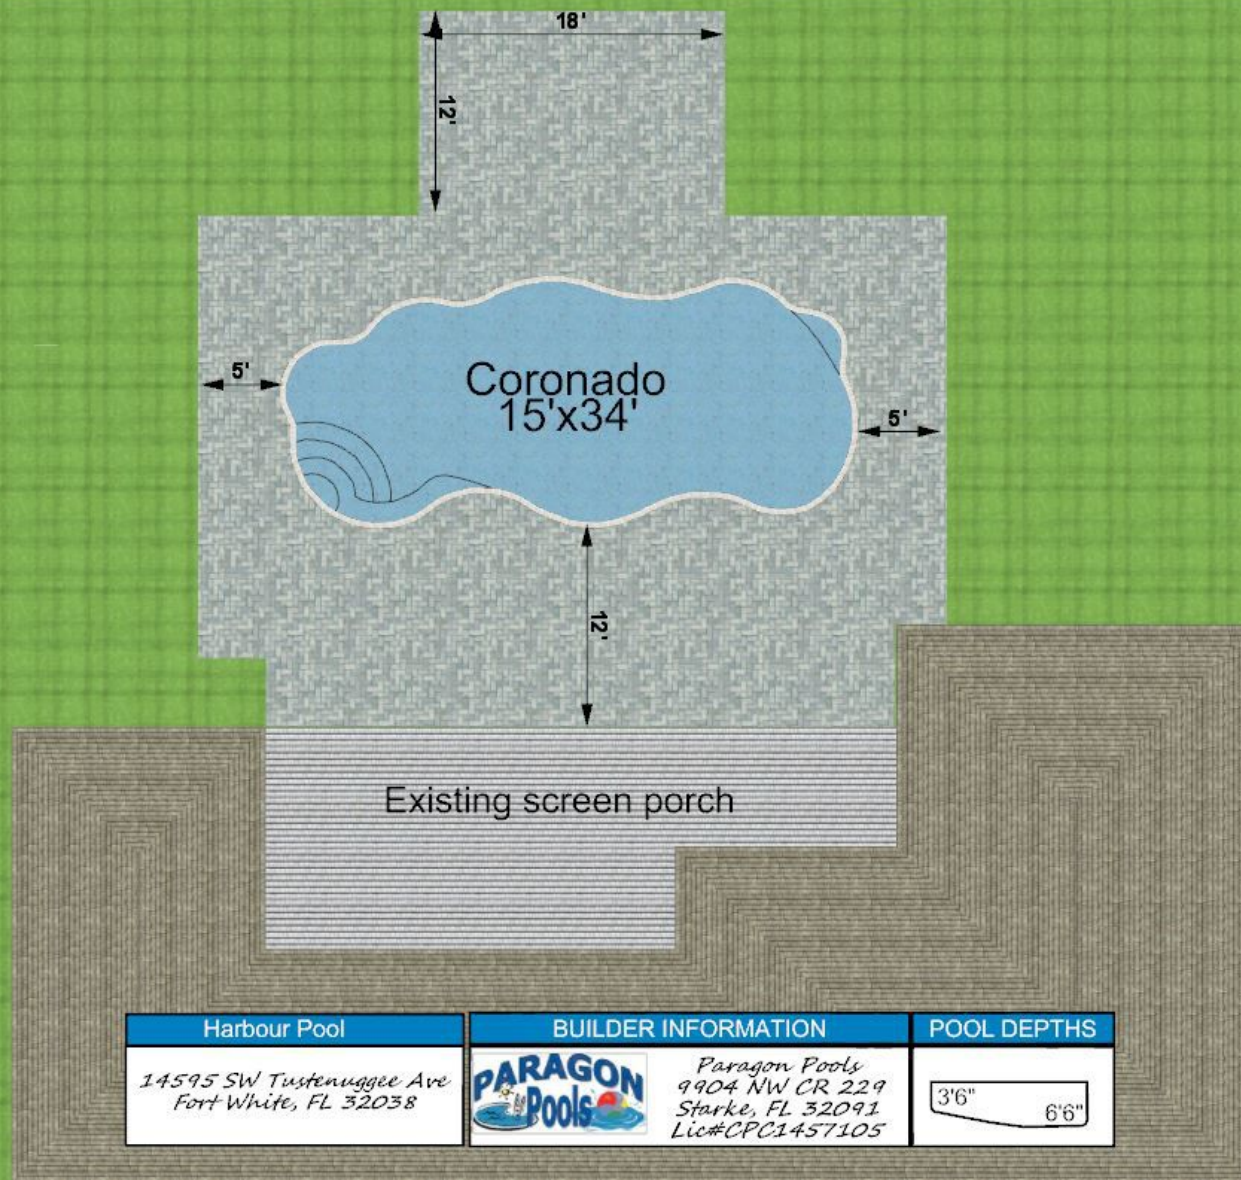 18'
12'
5'
Coronado
15'x34'
5'
12'
Existing screen porch
Harbour Pool
14595 SW Tustenuggee Ave
Fort White, FL 32038
BUILDER INFORMATION
PARAGON
Pools
Paragon Pools
9904 NW CR 229
Starke, FL 32091
Lic#CPC1457105
POOL DEPTHS
3'6"
6'6"